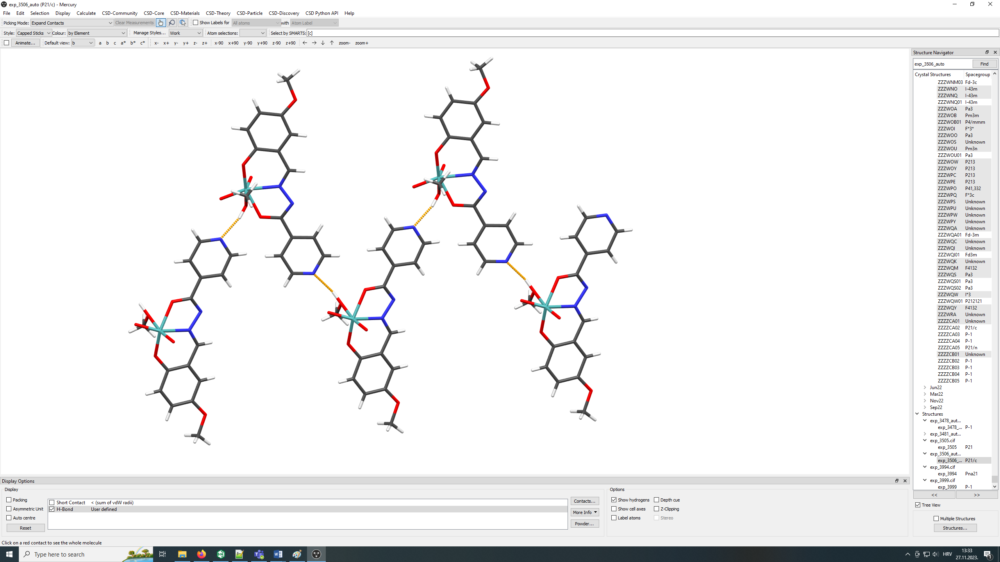 exp_3506_auto (P21/c) - Mercury
File Edit Selection Display Calculate CSD-Community CSD-Core CSD-Materials CSD-Theory CSD-Particle CSD-Discovery CSD Python API Help
Picking Mode: Expand Contacts Clear Measurements Show Labels for All atoms with Atom Label
Style: Capped Sticks Colour: by Element Manage Styles... Work Atom selections: Select by SMARTS: [c]
Animate... Default view: b a b c a* b* c* x- x+ y- y+ z- z+ x-90 x+90 y-90 y+90 z-90 z+90 ← → ↓ ↑ zoom- zoom+
Structure Navigator
exp_3506_auto Find
Crystal Structures Spacegroup
ZZZWNM03 Fd-3c
ZZZWNO I-43m
ZZZWNQ I-43m
ZZZWNQ01 I-43m
ZZZWOA Pa3
ZZZWOB Pm3m
ZZZWOB01 P4/mmm
ZZZWOI F*3*
ZZZWOO Pa3
ZZZWOS Unknown
ZZZWOU Pm3n
ZZZWOU01 Pa3
ZZZWOW P213
ZZZWOY P213
ZZZWPC P213
ZZZWPE P213
ZZZWPO P41,332
ZZZWPQ F*3c
ZZZWPS Unknown
ZZZWPU Unknown
ZZZWPW Unknown
ZZZWPY Unknown
ZZZWQA Unknown
ZZZWQA01 Fd-3m
ZZZWQC Unknown
ZZZWQI Unknown
ZZZWQI01 Fd3m
ZZZWQK Unknown
ZZZWQM F4132
ZZZWQS Pa3
ZZZWQS01 Pa3
ZZZWQS02 Pa3
ZZZWQW I*3
ZZZWQW01 P212121
ZZZWQY F4132
ZZZWRA Unknown
ZZZZCA01 Unknown
ZZZZCA02 P21/c
ZZZZCA03 P-1
ZZZZCA04 P-1
ZZZZCA05 P21/n
ZZZZCB01 Unknown
ZZZZCB02 P-1
ZZZZCB03 P-1
ZZZZCB04 P-1
ZZZZCB05 P-1
Jun22
Mar22
Nov22
Sep22
Structures
exp_3478_aut...
exp_3478_... P-1
exp_3481_aut...
exp_3505.cif
exp_3505 P21
exp_3506_aut...
exp_3506_... P21/c
exp_3994.cif
exp_3994 Pna21
exp_3999.cif
exp_3999 P-1
<< >>
Tree View
Multiple Structures
Structures...
Display Options
Display
Packing
Asymmetric Unit
Auto centre
Reset
Short Contact < (sum of vdW radii)
H-Bond User defined
Contacts...
More Info
Powder...
Options
Show hydrogens Depth cue
Show cell axes Z-Clipping
Label atoms Stereo
Click on a red contact to see the whole molecule
Type here to search
HRV
13:33
27.11.2023.
1